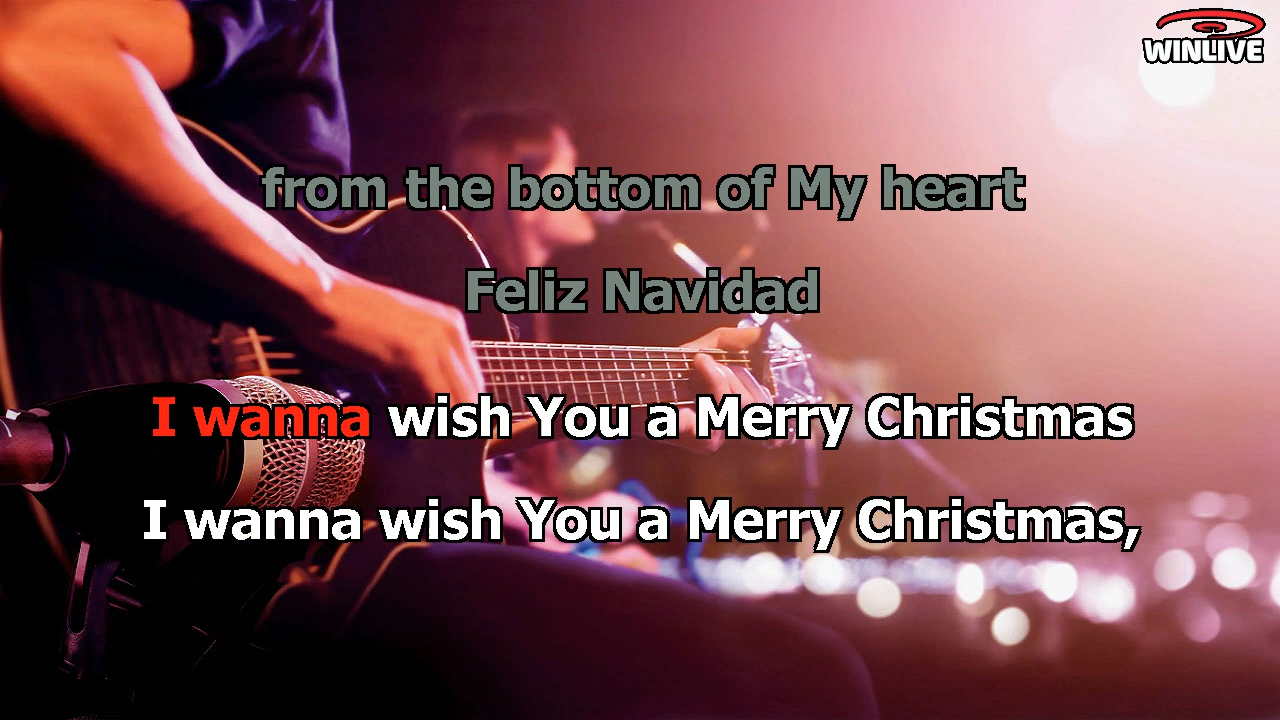 WINLIVE
from the bottom of My heart
Feliz Navidad
I wanna wish You a Merry Christmas
I wanna wish You a Merry Christmas,